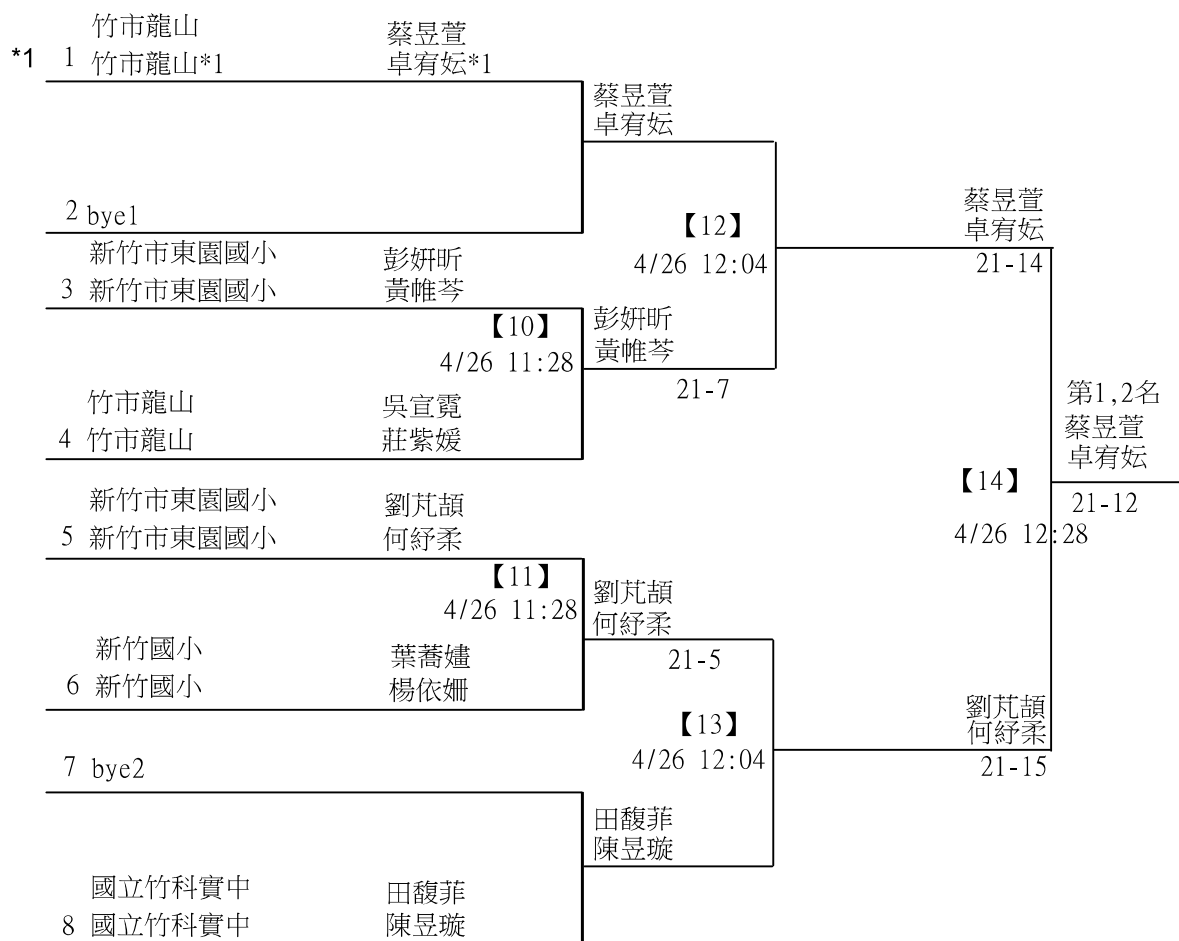 竹市龍山 蔡昱萱
*1 1 竹市龍山*1 卓宥妘*1
蔡昱萱
卓宥妘
2 bye1
【12】
4/26 12:04
蔡昱萱
卓宥妘
21-14
新竹市東園國小 彭妍昕
3 新竹市東園國小 黃帷芩
【10】
4/26 11:28
彭妍昕
黃帷芩
21-7
竹市龍山 吳宣霓
4 竹市龍山 莊紫媛
第1,2名
蔡昱萱
卓宥妘
21-12
【14】
4/26 12:28
新竹市東園國小 劉芃頡
5 新竹市東園國小 何紓柔
【11】
4/26 11:28
劉芃頡
何紓柔
21-5
新竹國小 葉蕎嫿
6 新竹國小 楊依姍
【13】
4/26 12:04
劉芃頡
何紓柔
21-15
7 bye2
田馥菲
陳昱璇
國立竹科實中 田馥菲
8 國立竹科實中 陳昱璇